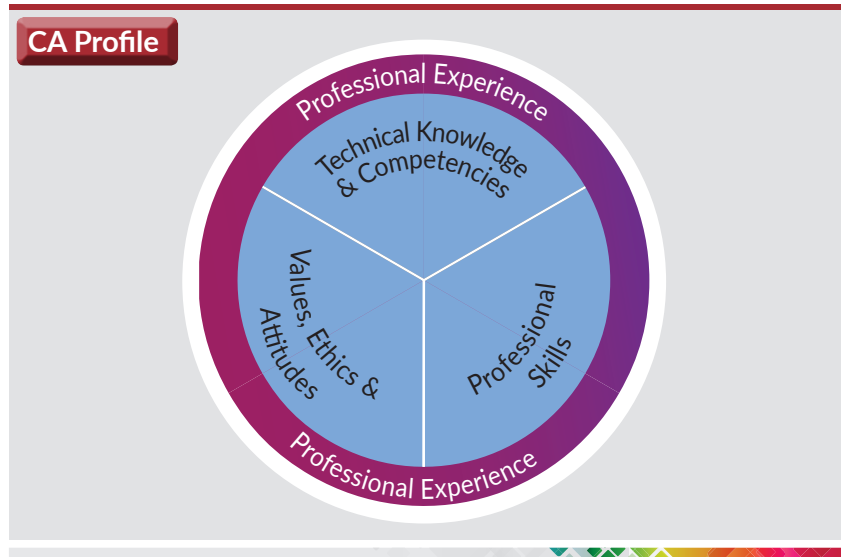 CA Profile
Professional Experience
Technical Knowledge
& Competencies
Values, Ethics &
Attitudes
Professional
Skills
Professional Experience